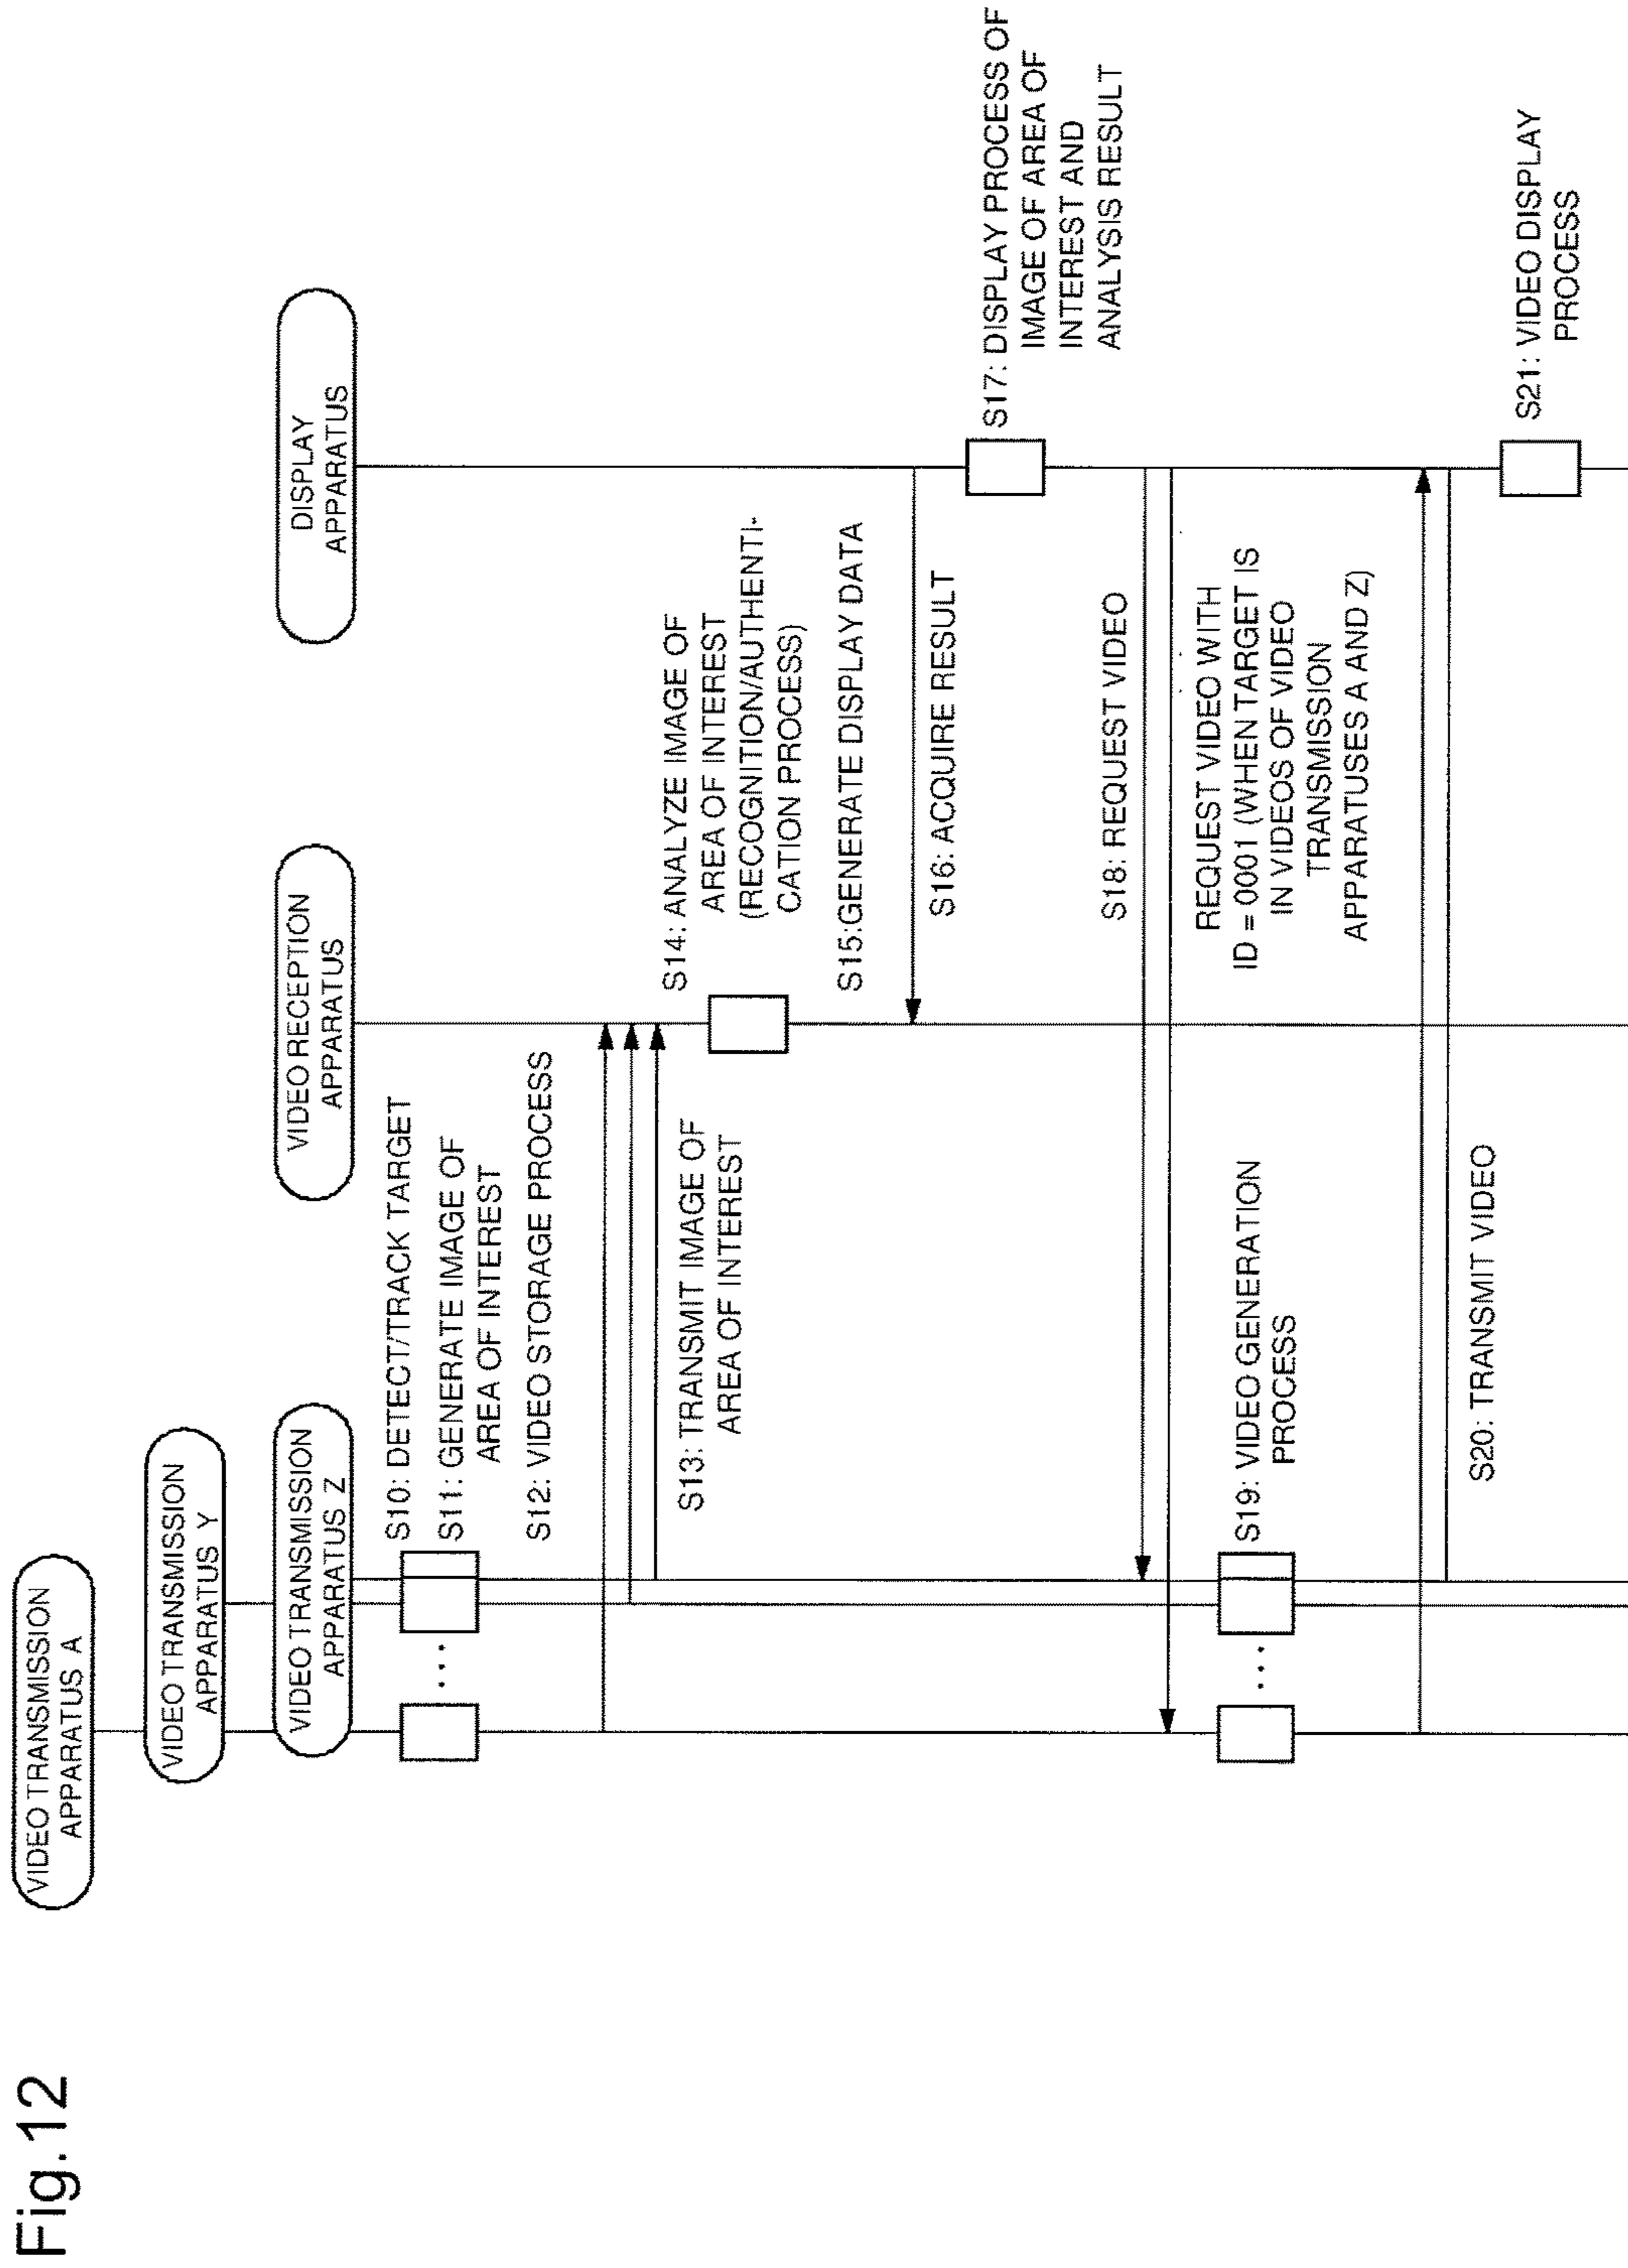 Fig.12
VIDEO TRANSMISSION
APPARATUS A
VIDEO TRANSMISSION
APPARATUS Y
VIDEO TRANSMISSION
APPARATUS Z
VIDEO RECEPTION
APPARATUS
DISPLAY
APPARATUS
S10: DETECT/TRACK TARGET
S11: GENERATE IMAGE OF
AREA OF INTEREST
S12: VIDEO STORAGE PROCESS
S13: TRANSMIT IMAGE OF
AREA OF INTEREST
S14: ANALYZE IMAGE OF
AREA OF INTEREST
(RECOGNITION/AUTHENTI-
CATION PROCESS)
S15:GENERATE DISPLAY DATA
S16: ACQUIRE RESULT
S17: DISPLAY PROCESS OF
IMAGE OF AREA OF
INTEREST AND
ANALYSIS RESULT
S18: REQUEST VIDEO
REQUEST VIDEO WITH
ID = 0001 (WHEN TARGET IS
IN VIDEOS OF VIDEO
TRANSMISSION
APPARATUSES A AND Z)
S19: VIDEO GENERATION
PROCESS
S20: TRANSMIT VIDEO
S21: VIDEO DISPLAY
PROCESS